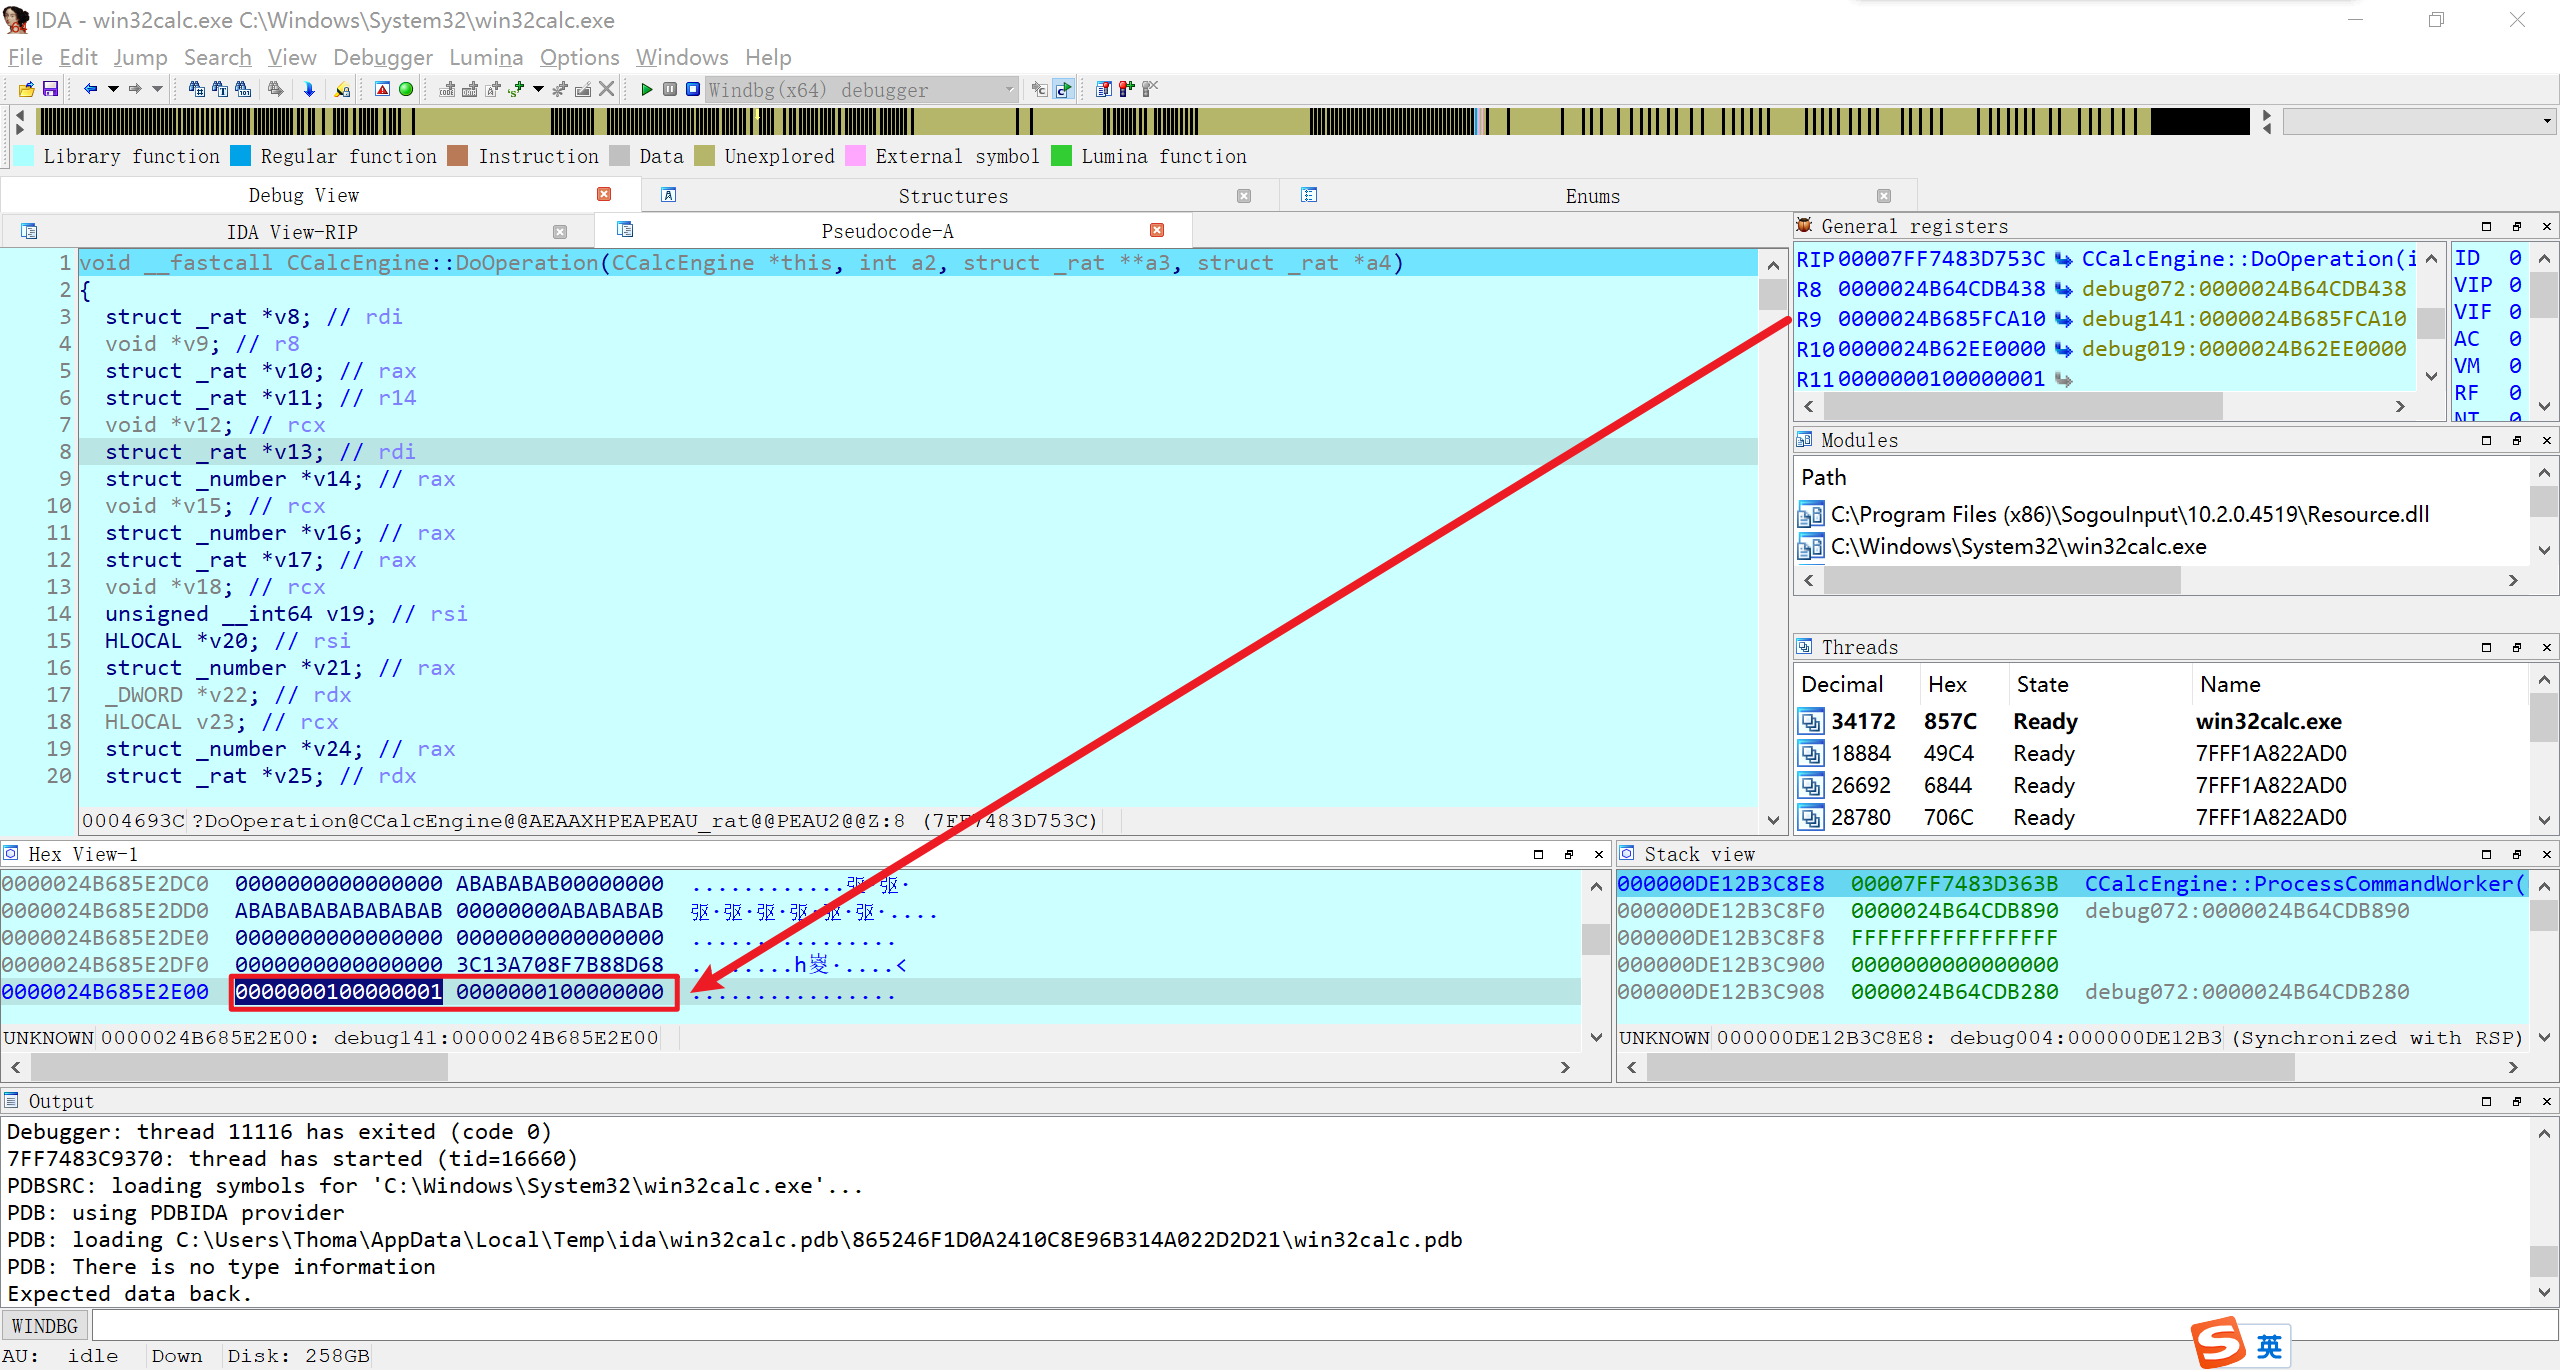 IDA - win32calc.exe C:\Windows\System32\win32calc.exe
File Edit Jump Search View Debugger Lumina Options Windows Help
Windbg(x64) debugger
Library function Regular function Instruction Data Unexplored External symbol Lumina function
Debug View Structures Enums
IDA View-RIP Pseudocode-A
1 void __fastcall CCalcEngine::DoOperation(CCalcEngine *this, int a2, struct _rat **a3, struct _rat *a4)
2 {
3 struct _rat *v8; // rdi
4 void *v9; // r8
5 struct _rat *v10; // rax
6 struct _rat *v11; // r14
7 void *v12; // rcx
8 struct _rat *v13; // rdi
9 struct _number *v14; // rax
10 void *v15; // rcx
11 struct _number *v16; // rax
12 struct _rat *v17; // rax
13 void *v18; // rcx
14 unsigned __int64 v19; // rsi
15 HLOCAL *v20; // rsi
16 struct _number *v21; // rax
17 _DWORD *v22; // rdx
18 HLOCAL v23; // rcx
19 struct _number *v24; // rax
20 struct _rat *v25; // rdx
0004693C ?DoOperation@CCalcEngine@@AEAAXHPEAPEAU_rat@@PEAU2@@Z:8 (7FF7483D753C)
General registers
RIP 00007FF7483D753C CCalcEngine::DoOperation(i
R8 0000024B64CDB438 debug072:0000024B64CDB438
R9 0000024B685FCA10 debug141:0000024B685FCA10
R10 0000024B62EE0000 debug019:0000024B62EE0000
R11 0000000100000001
ID 0
VIP 0
VIF 0
AC 0
VM 0
RF 0
NT 0
Modules
Path
C:\Program Files (x86)\SogouInput\10.2.0.4519\Resource.dll
C:\Windows\System32\win32calc.exe
Threads
Decimal Hex State Name
34172 857C Ready win32calc.exe
18884 49C4 Ready 7FFF1A822AD0
26692 6844 Ready 7FFF1A822AD0
28780 706C Ready 7FFF1A822AD0
Hex View-1
0000024B685E2DC0 0000000000000000 ABABABAB00000000 ............驱·驱·
0000024B685E2DD0 ABABABABABABABAB 00000000ABABABAB 驱·驱·驱·驱·驱·驱·....
0000024B685E2DE0 0000000000000000 0000000000000000 ................
0000024B685E2DF0 0000000000000000 3C13A708F7B88D68
0000024B685E2E00 0000000100000001 0000000100000000 ................
UNKNOWN 0000024B685E2E00: debug141:0000024B685E2E00
Stack view
000000DE12B3C8E8 00007FF7483D363B CCalcEngine::ProcessCommandWorker(
000000DE12B3C8F0 0000024B64CDB890 debug072:0000024B64CDB890
000000DE12B3C8F8 FFFFFFFFFFFFFFFF
000000DE12B3C900 0000000000000000
000000DE12B3C908 0000024B64CDB280 debug072:0000024B64CDB280
UNKNOWN 000000DE12B3C8E8: debug004:000000DE12B3 (Synchronized with RSP)
Output
Debugger: thread 11116 has exited (code 0)
7FF7483C9370: thread has started (tid=16660)
PDBSRC: loading symbols for 'C:\Windows\System32\win32calc.exe'...
PDB: using PDBIDA provider
PDB: loading C:\Users\Thoma\AppData\Local\Temp\ida\win32calc.pdb\865246F1D0A2410C8E96B314A022D2D21\win32calc.pdb
PDB: There is no type information
Expected data back.
WINDBG
AU: idle Down Disk: 258GB
S 英